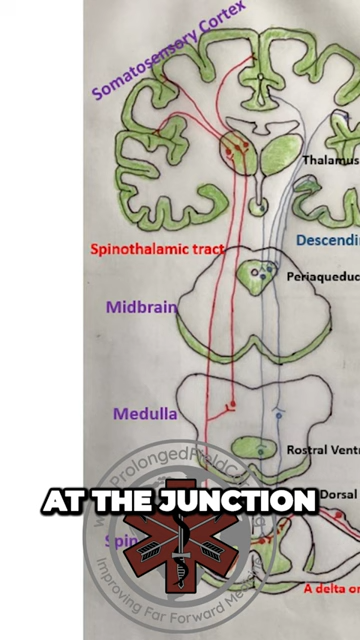 Somatosensory Cortex
Thalamus
Spinothalamic tract
Descendi
Periaqueduc
Midbrain
Medulla
Rostral Vent
AT THE JUNCTION
Dorsal
Spin
A delta or
Improving Far Forward Me